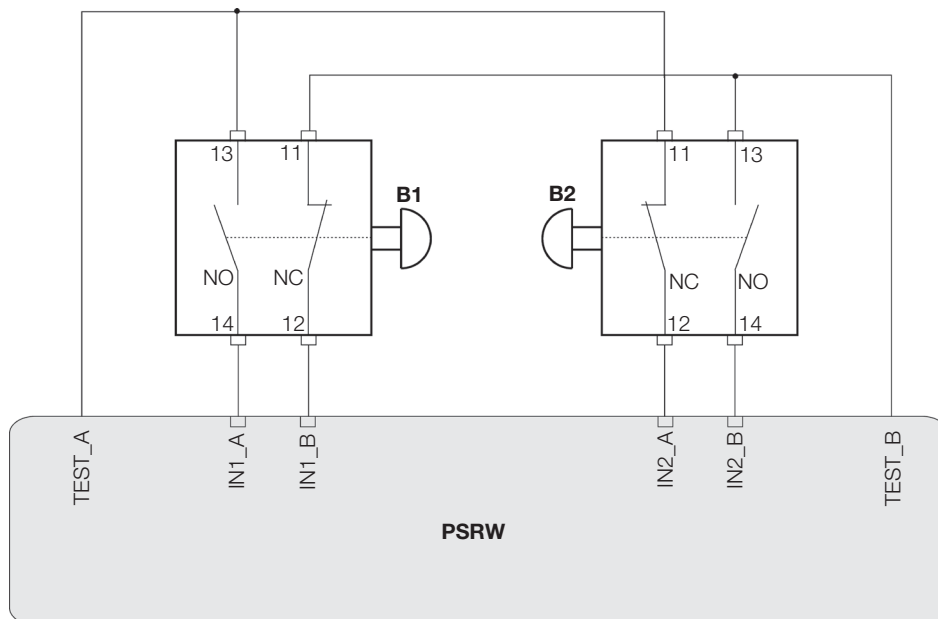 13 11
B1
B2
11 13
NO NC
NC NO
14 12
12 14
TEST_A
IN1_A
IN1_B
IN2_A
IN2_B
TEST_B
PSRW